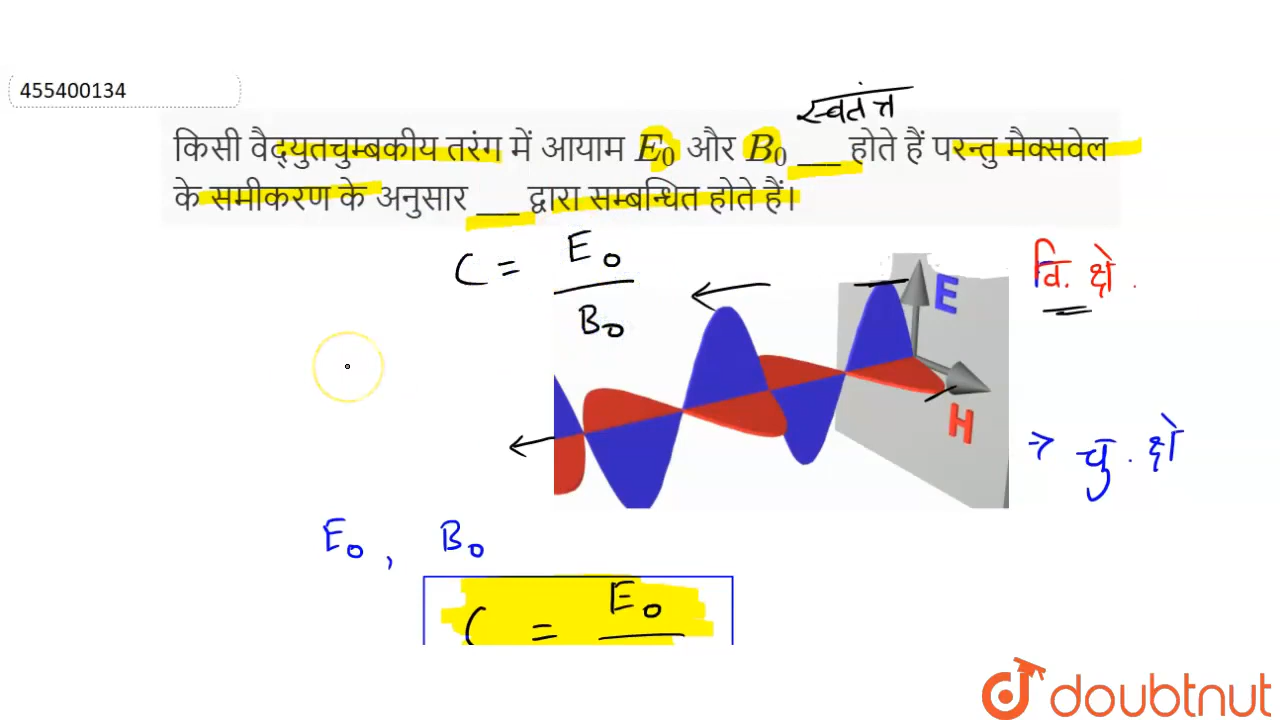 455400134
स्वतंत्त
किसी वैद्युतचुम्बकीय तरंग में आयाम E₀ और B₀ ___ होते हैं परन्तु मैक्सवेल
के समीकरण के अनुसार ___ द्वारा सम्बन्धित होते हैं।
C = E₀ / B₀
E
वि. क्षे.
H
⇒ चु. क्षे
E₀ , B₀
C = E₀
doubtnut